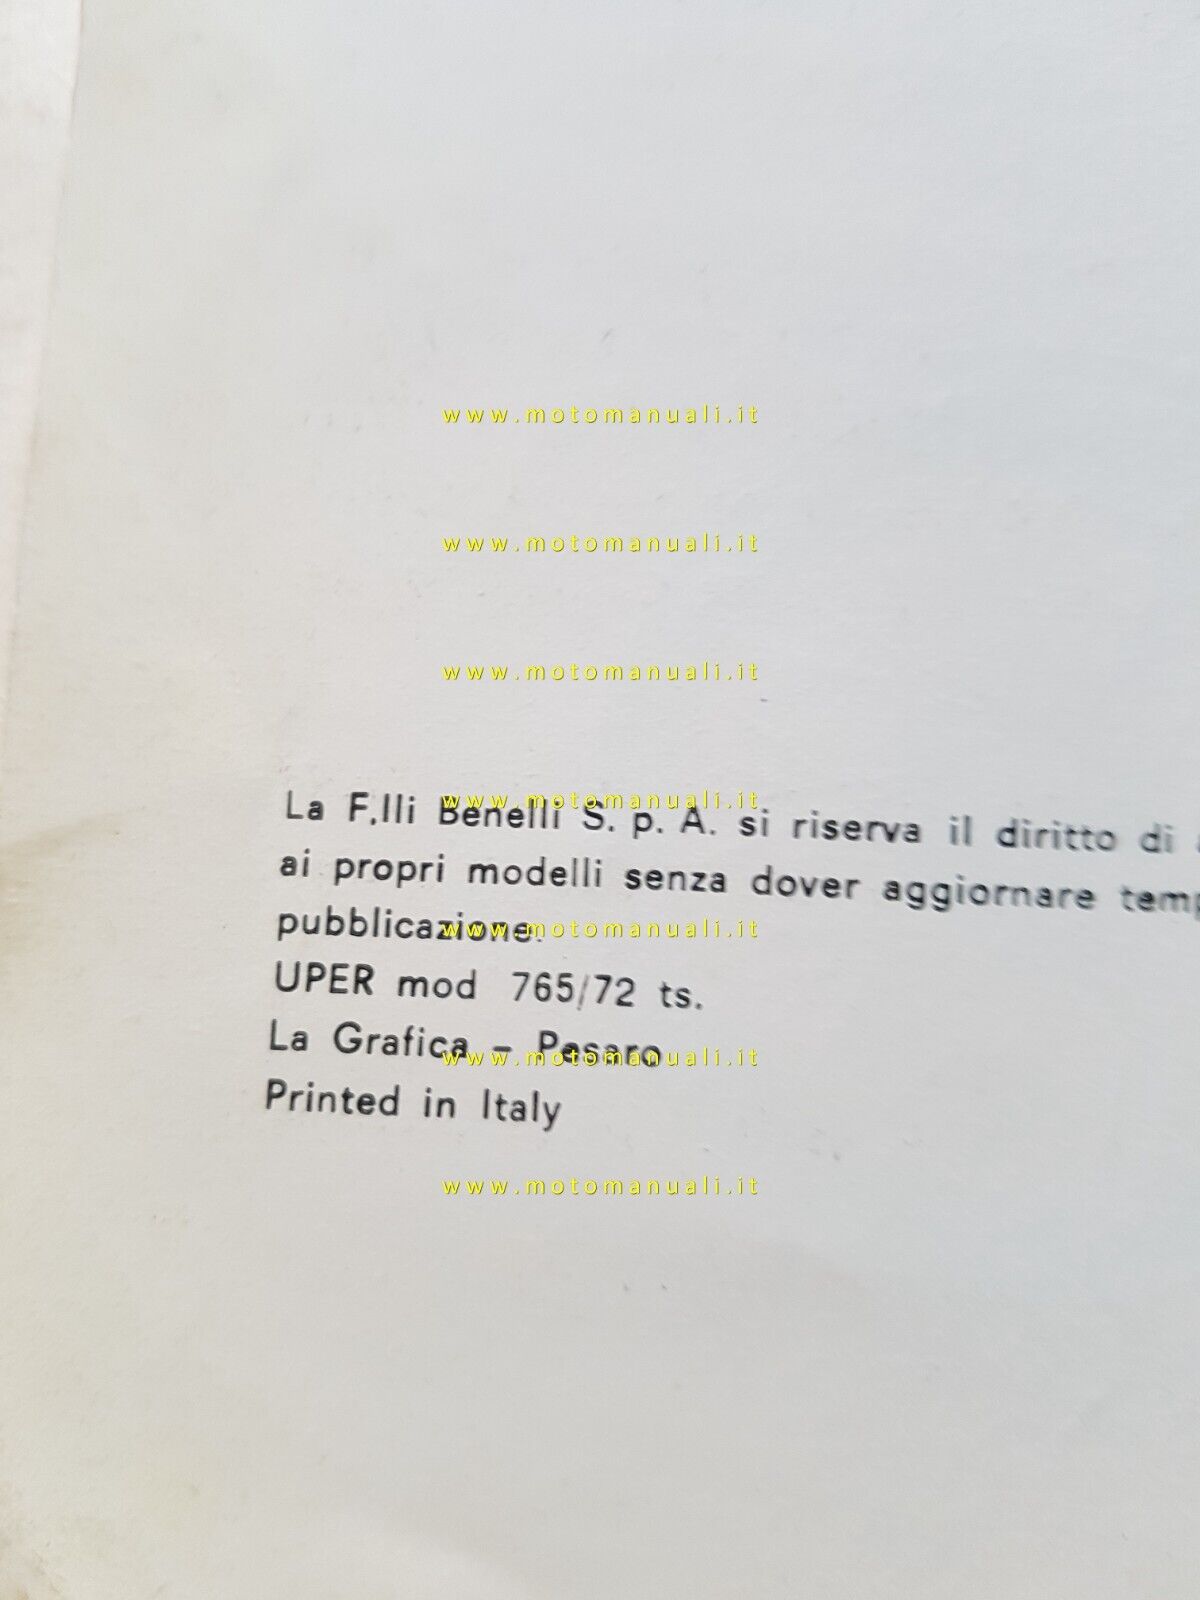 www.motomanuali.it
www.motomanuali.it
www.motomanuali.it
www.motomanuali.it
La F.lli Benelli S. p. A. si riserva il diritto di
ai propri modelli senza dover aggiornare
www.motomanuali.it
pubblicazione.
UPER mod 765/72 ts.
La Grafica – Pesaro
www.motomanuali.it
Printed in Italy
www.motomanuali.it